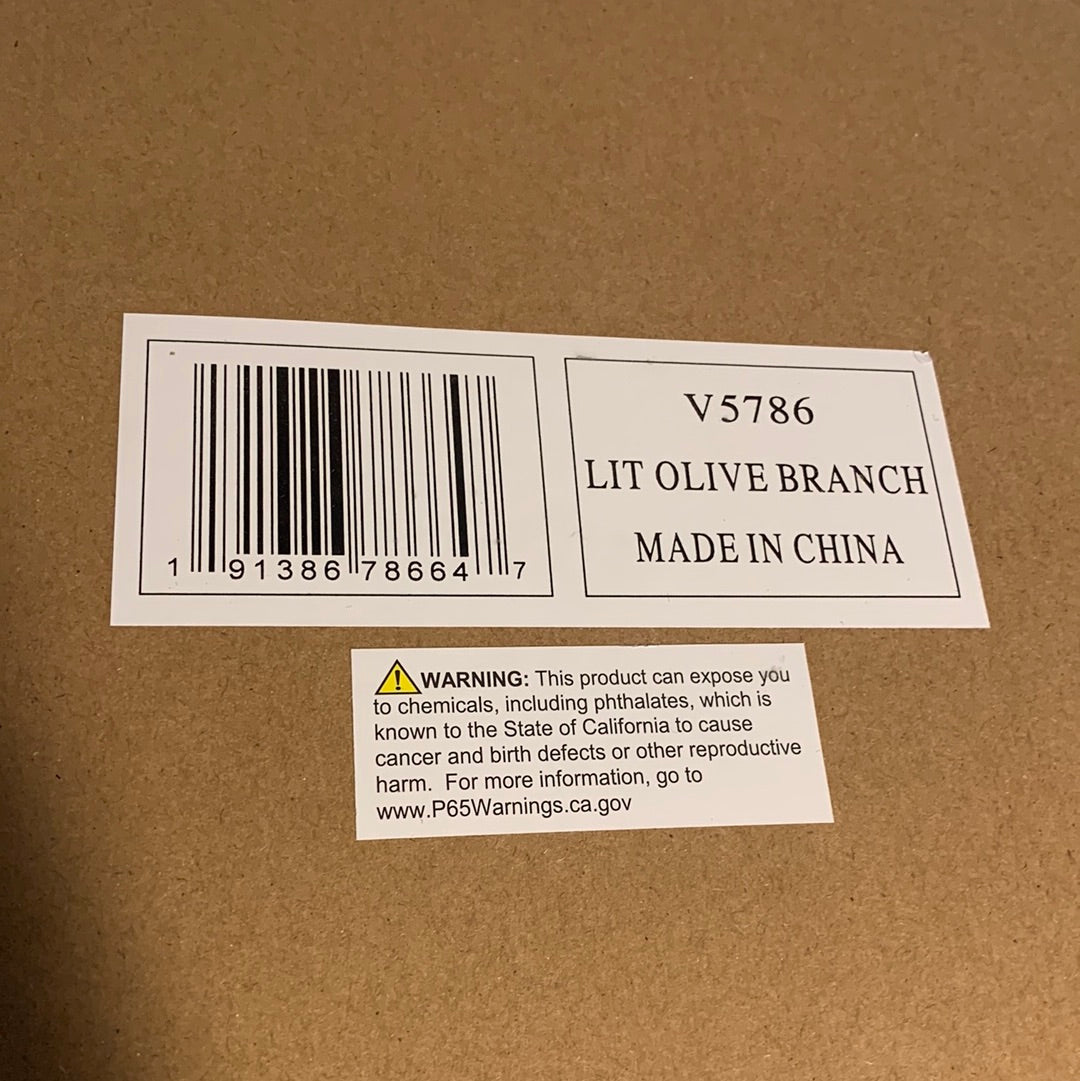 1 91386 78664 7
V5786
LIT OLIVE BRANCH
MADE IN CHINA
WARNING: This product can expose you
to chemicals, including phthalates, which is
known to the State of California to cause
cancer and birth defects or other reproductive
harm. For more information, go to
www.P65Warnings.ca.gov